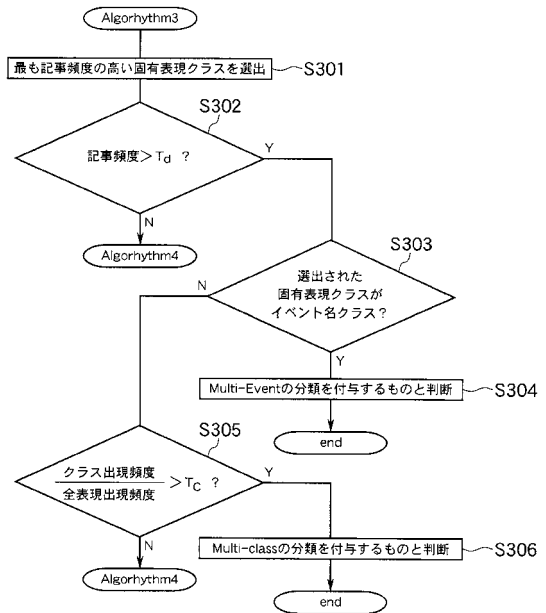 Algorhythm3
最も記事頻度の高い固有表現クラスを選出
S301
S302
記事頻度＞Td ？
Y
N
Algorhythm4
S303
選出された
固有表現クラスが
イベント名クラス？
N
Y
Multi-Eventの分類を付与するものと判断
S304
end
S305
クラス出現頻度
全表現出現頻度
＞TC ？
Y
N
Multi-classの分類を付与するものと判断
S306
Algorhythm4
end